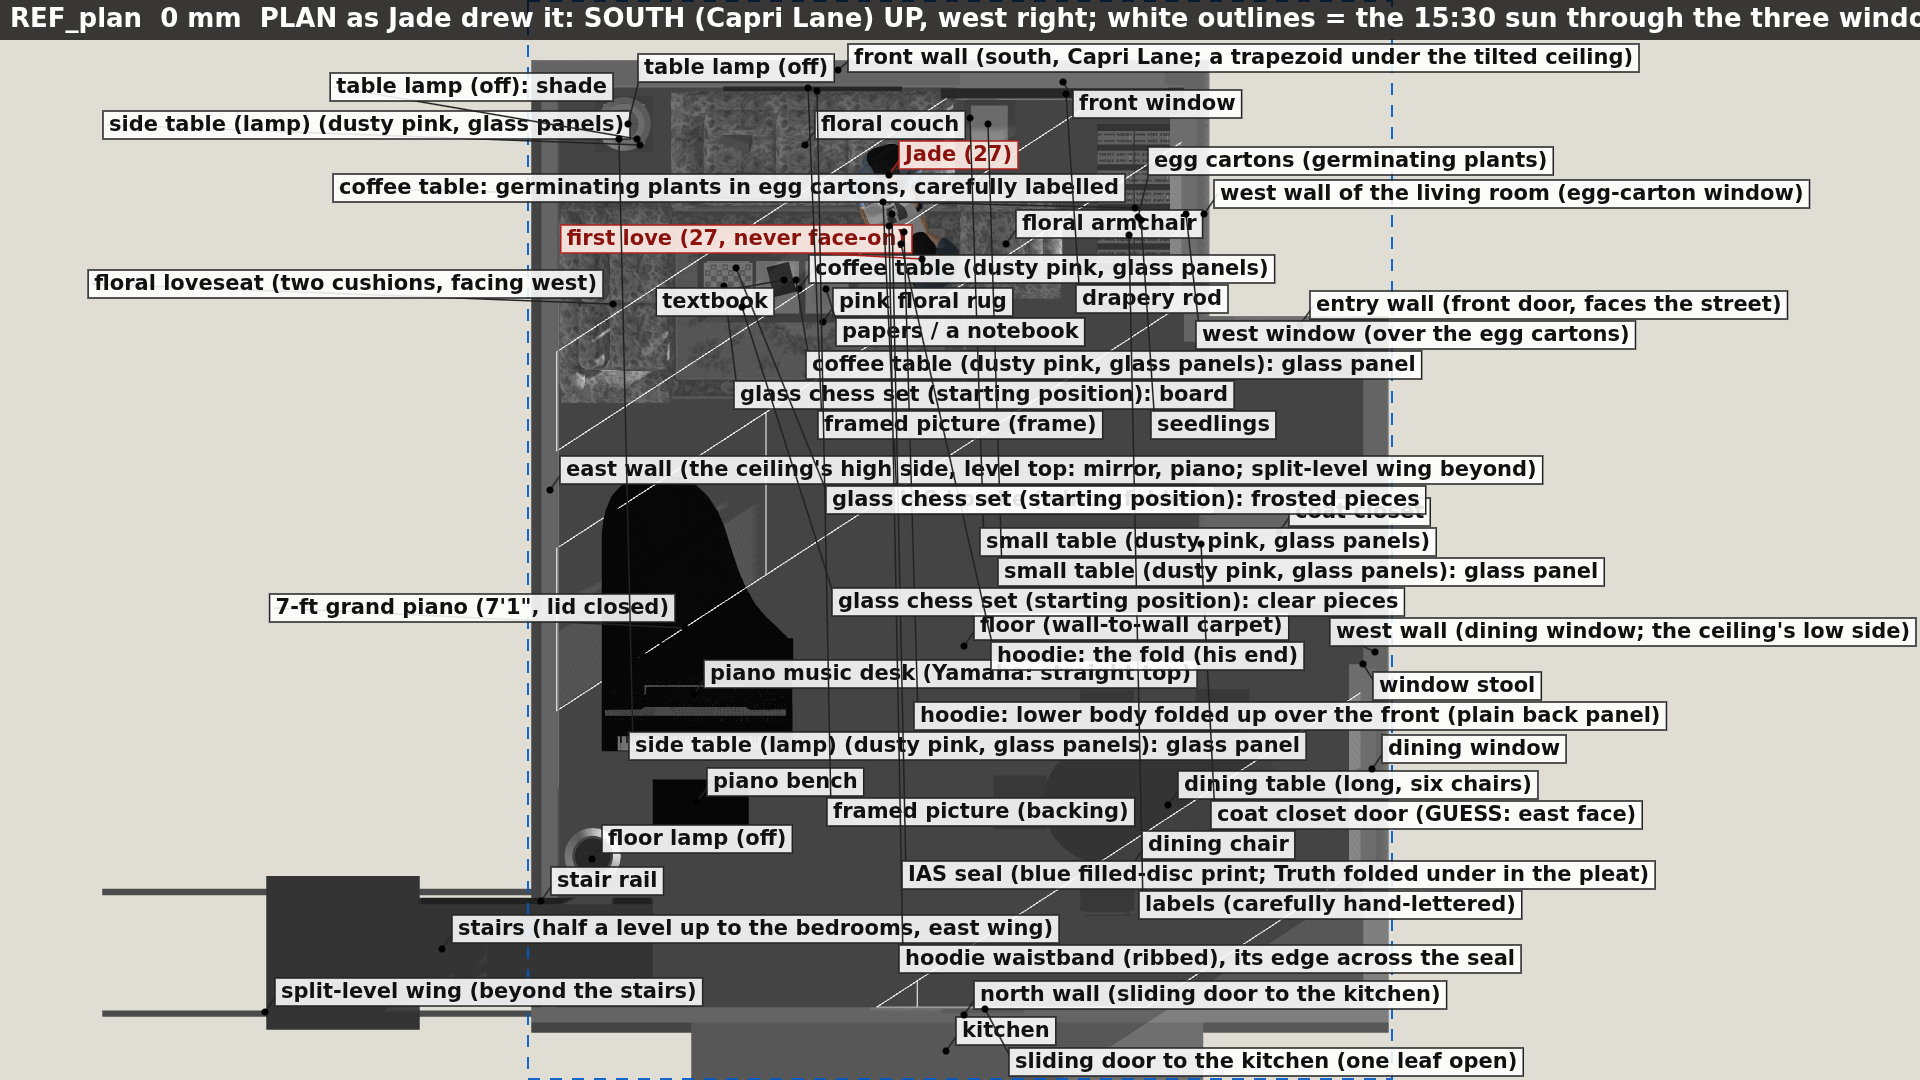 REF_plan 0 mm PLAN as Jade drew it: SOUTH (Capri Lane) UP, west right; white outlines = the 15:30 sun through the three windo
front wall (south, Capri Lane; a trapezoid under the tilted ceiling)
table lamp (off)
table lamp (off): shade
front window
side table (lamp) (dusty pink, glass panels)
floral couch
Jade (27)
egg cartons (germinating plants)
coffee table: germinating plants in egg cartons, carefully labelled
west wall of the living room (egg-carton window)
floral armchair
first love (27, never face-on)
coffee table (dusty pink, glass panels)
floral loveseat (two cushions, facing west)
drapery rod
textbook
pink floral rug
entry wall (front door, faces the street)
papers / a notebook
west window (over the egg cartons)
coffee table (dusty pink, glass panels): glass panel
glass chess set (starting position): board
framed picture (frame)
seedlings
east wall (the ceiling's high side, level top: mirror, piano; split-level wing beyond)
glass chess set (starting position): frosted pieces
coat closet
small table (dusty pink, glass panels)
small table (dusty pink, glass panels): glass panel
glass chess set (starting position): clear pieces
7-ft grand piano (7'1", lid closed)
floor (wall-to-wall carpet)
west wall (dining window; the ceiling's low side)
hoodie: the fold (his end)
piano music desk (Yamaha: straight top)
window stool
hoodie: lower body folded up over the front (plain back panel)
side table (lamp) (dusty pink, glass panels): glass panel
dining window
piano bench
dining table (long, six chairs)
framed picture (backing)
coat closet door (GUESS: east face)
floor lamp (off)
dining chair
IAS seal (blue filled-disc print; Truth folded under in the pleat)
stair rail
labels (carefully hand-lettered)
stairs (half a level up to the bedrooms, east wing)
hoodie waistband (ribbed), its edge across the seal
split-level wing (beyond the stairs)
north wall (sliding door to the kitchen)
kitchen
sliding door to the kitchen (one leaf open)